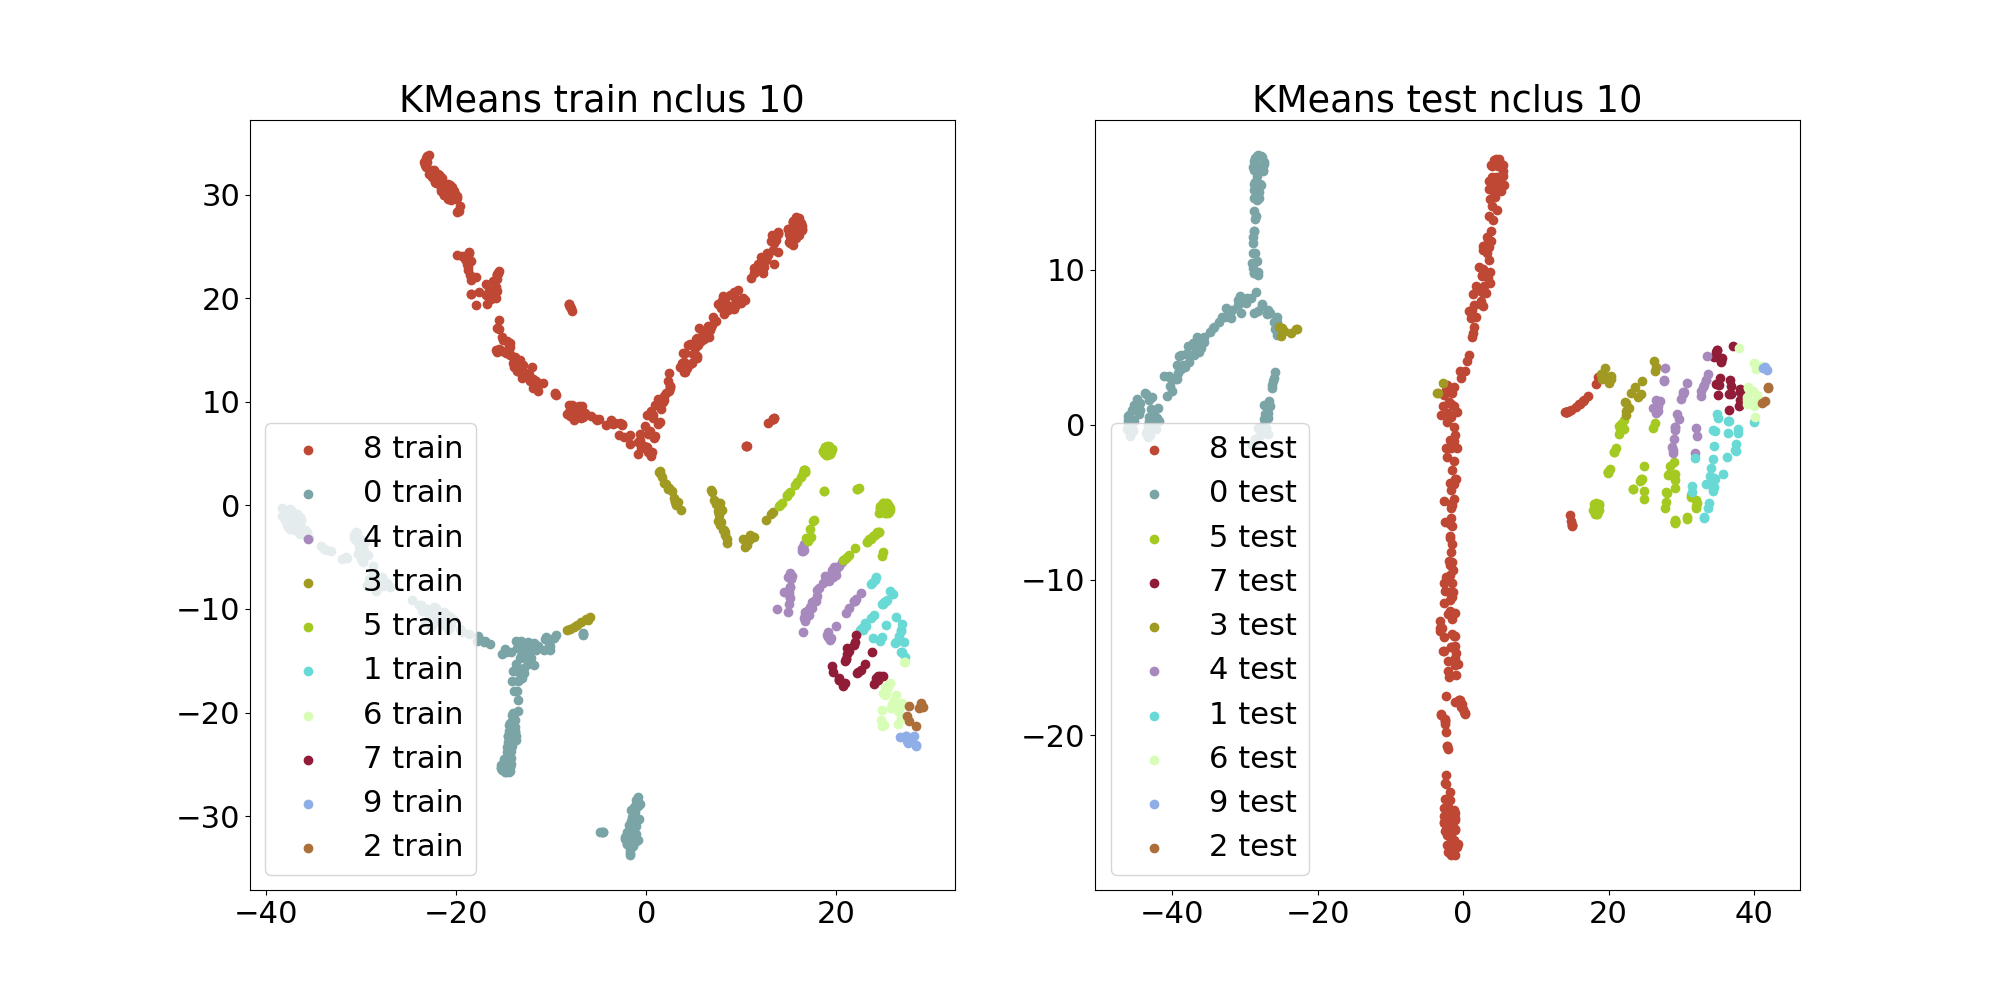 KMeans train nclus 10
30
20
10
0
−10
−20
−30
−40
−20
0
20
8 train
0 train
4 train
3 train
5 train
1 train
6 train
7 train
9 train
2 train
KMeans test nclus 10
10
0
−10
−20
−40
−20
0
20
40
8 test
0 test
5 test
7 test
3 test
4 test
1 test
6 test
9 test
2 test